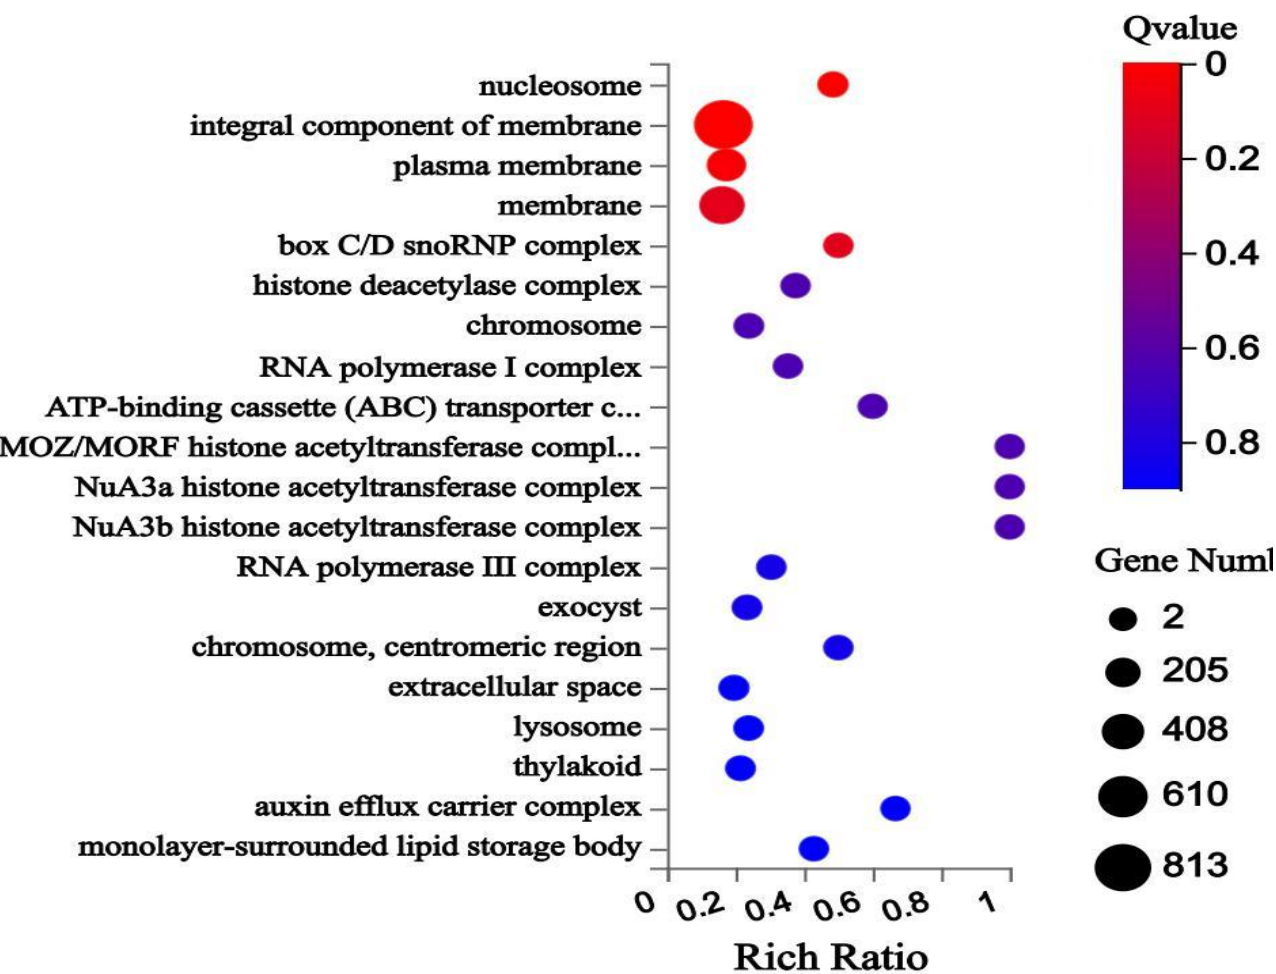 Qvalue
0
0.2
0.4
0.6
0.8
nucleosome
integral component of membrane
plasma membrane
membrane
box C/D snoRNP complex
histone deacetylase complex
chromosome
RNA polymerase I complex
ATP-binding cassette (ABC) transporter c...
MOZ/MORF histone acetyltransferase compl...
NuA3a histone acetyltransferase complex
NuA3b histone acetyltransferase complex
RNA polymerase III complex
exocyst
chromosome, centromeric region
extracellular space
lysosome
thylakoid
auxin efflux carrier complex
monolayer-surrounded lipid storage body
0 0.2 0.4 0.6 0.8 1
Rich Ratio
Gene Numb
2
205
408
610
813